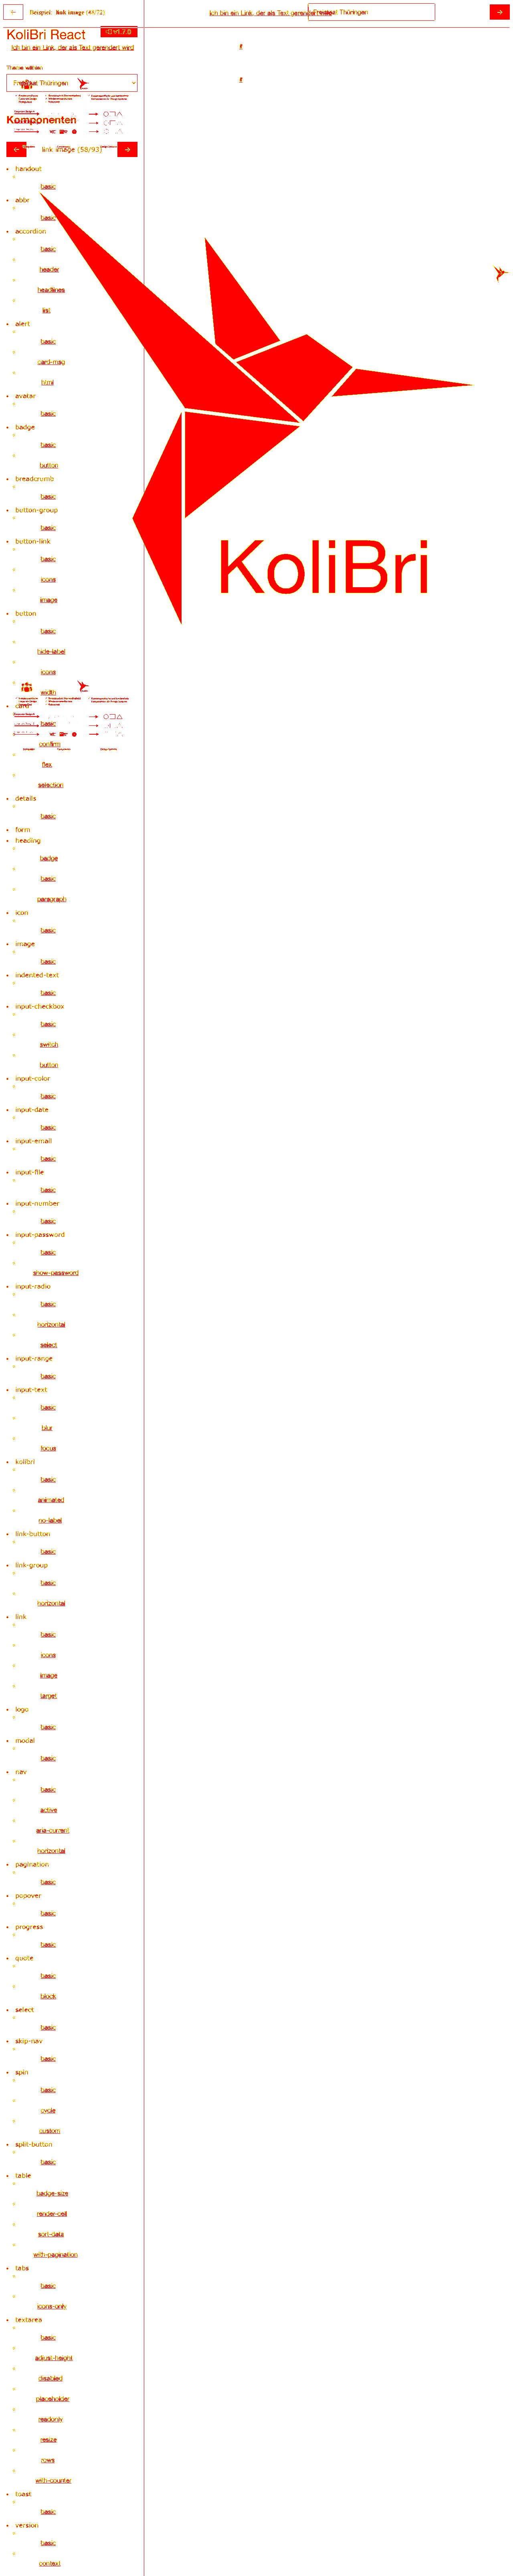 Beispiel: link-image (48/72)
KoliBri React
v1.7.0
Ich bin ein Link, der als Text gerendert wird
Ich bin ein Link, der als Text gerendert wird
Thüringen
Theme wählen
Thüringen
Komponenten
link-image (58/93)
handout
basic
abbr
basic
accordion
basic
header
headlines
list
alert
basic
card-msg
html
avatar
basic
badge
basic
button
breadcrumb
basic
button-group
basic
button-link
basic
icons
image
button
basic
hide-label
icons
width
card
basic
confirm
flex
selection
details
basic
form
heading
badge
basic
paragraph
icon
basic
image
basic
indented-text
basic
input-checkbox
basic
switch
button
input-color
basic
input-date
basic
input-email
basic
input-file
basic
input-number
basic
input-password
basic
show-password
input-radio
basic
horizontal
select
input-range
basic
input-text
basic
blur
focus
kolibri
basic
animated
no-label
link-button
basic
link-group
basic
horizontal
link
basic
icons
image
target
logo
basic
modal
basic
nav
basic
active
aria-current
horizontal
pagination
basic
popover
basic
progress
basic
quote
basic
block
select
basic
skip-nav
basic
spin
basic
cycle
custom
split-button
basic
table
badge-size
render-cell
sort-data
with-pagination
tabs
basic
icons-only
textarea
basic
adjust-height
disabled
placeholder
readonly
resize
rows
with-counter
toast
basic
version
basic
context
KoliBri